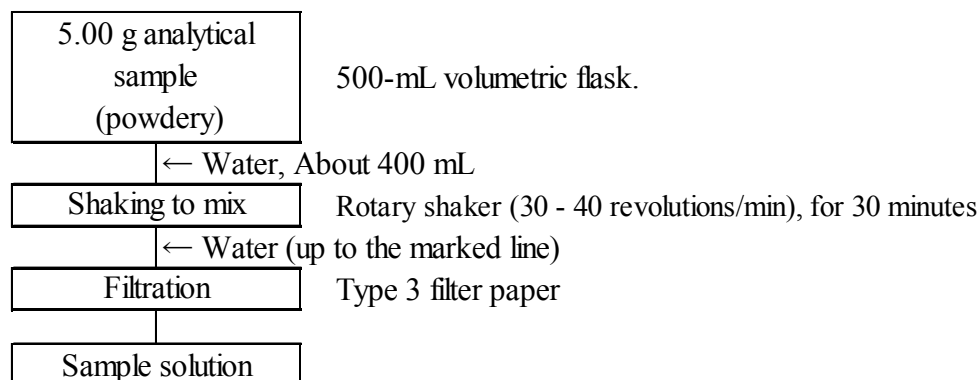 5.00 g analytical
sample
(powdery)
500-mL volumetric flask.
← Water, About 400 mL
Shaking to mix
Rotary shaker (30 - 40 revolutions/min), for 30 minutes
← Water (up to the marked line)
Filtration
Type 3 filter paper
Sample solution